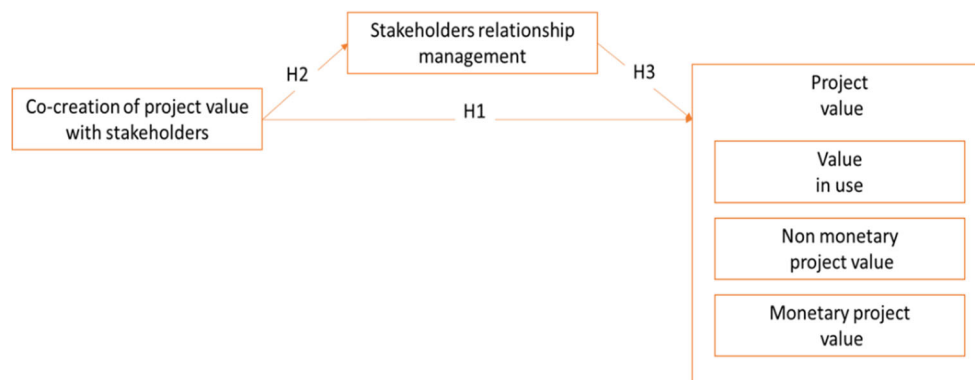 Stakeholders relationship
management
H2
H3
Co-creation of project value
with stakeholders
H1
Project
value
Value
in use
Non monetary
project value
Monetary project
value